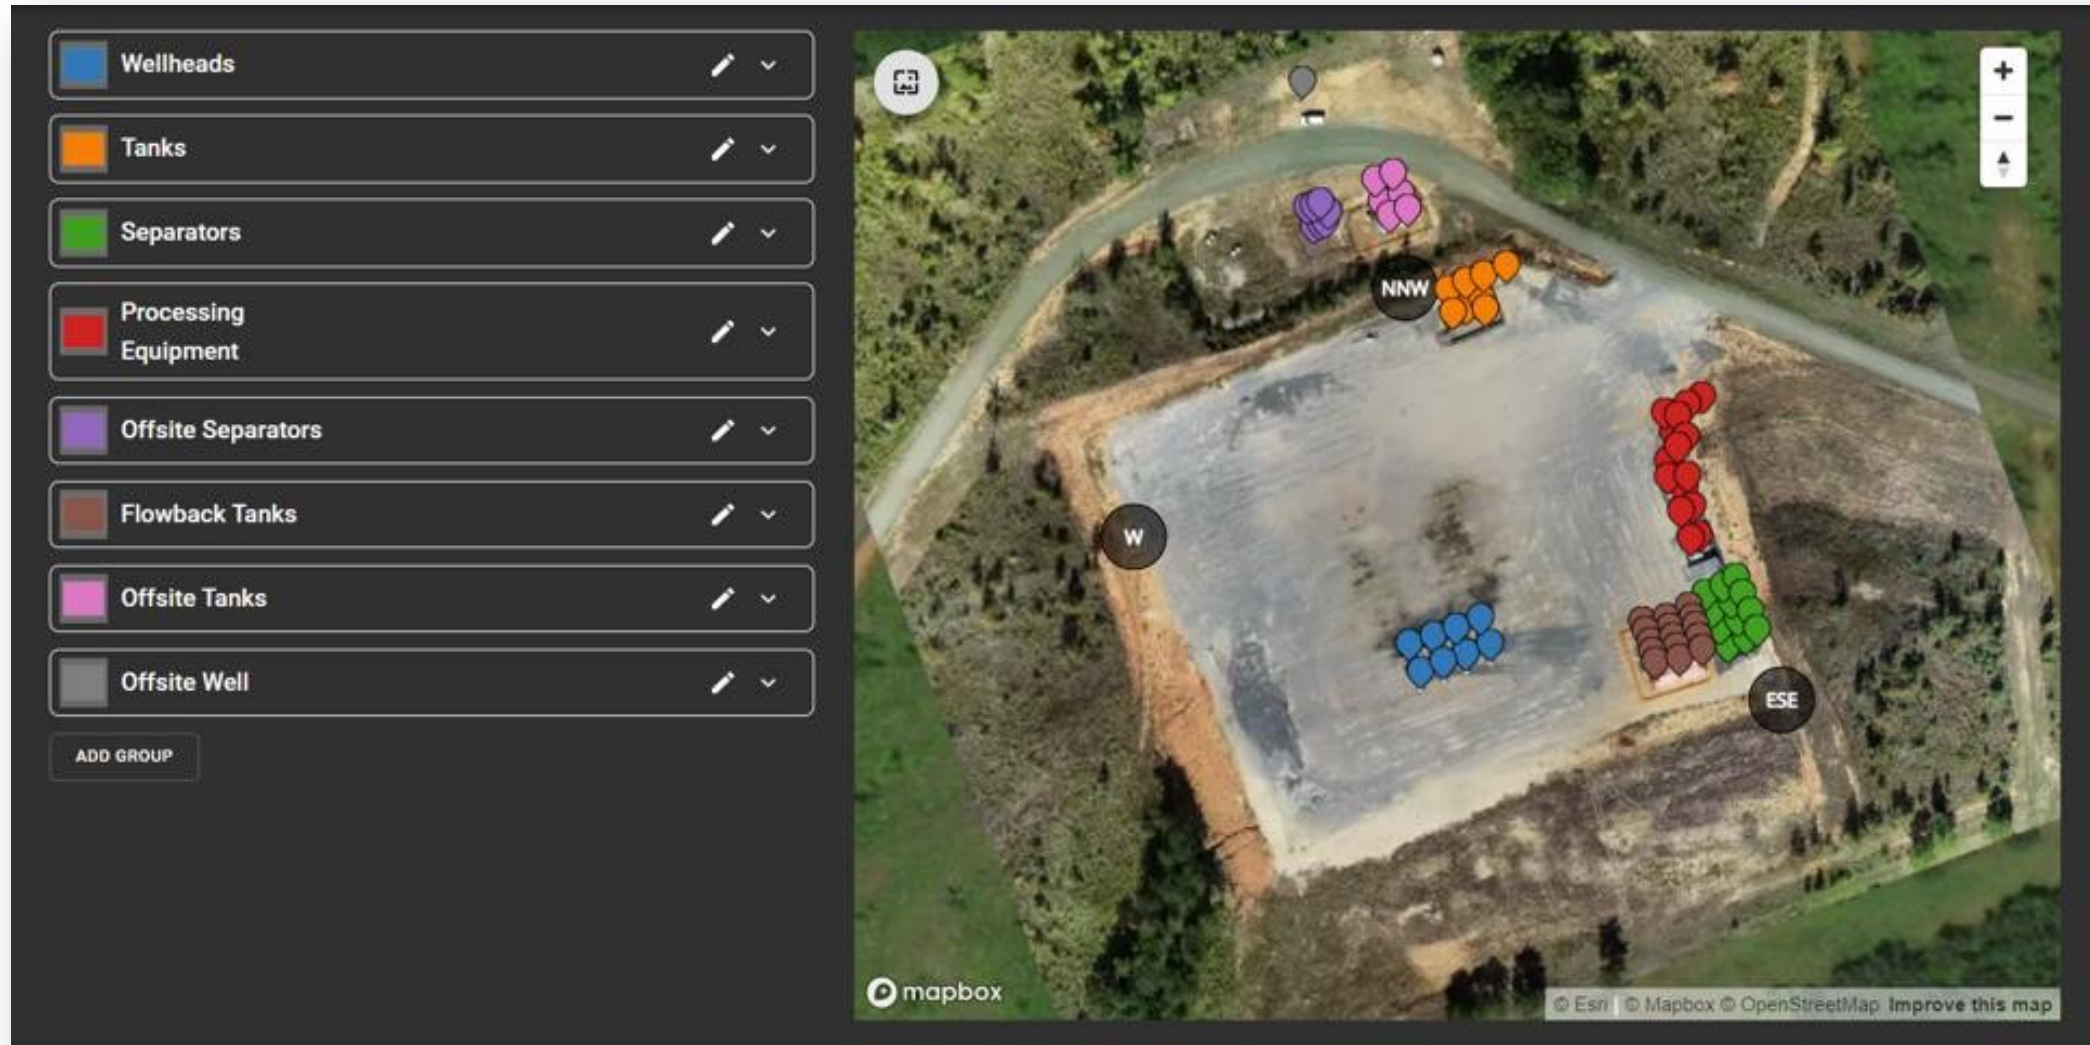 Wellheads
Tanks
Separators
Processing
Equipment
Offsite Separators
Flowback Tanks
Offsite Tanks
Offsite Well
ADD GROUP
NNW
W
ESE
mapbox
© Esri | © Mapbox © OpenStreetMap Improve this map